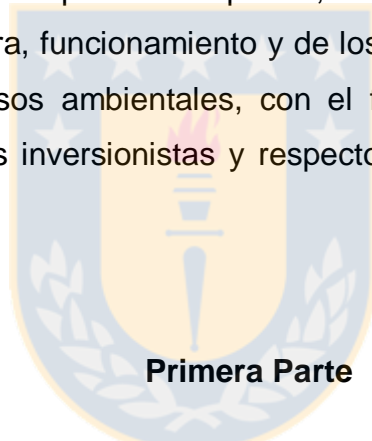 ra, funcionamiento y de los
sos ambientales, con el
s inversionistas y respecto
Primera Parte